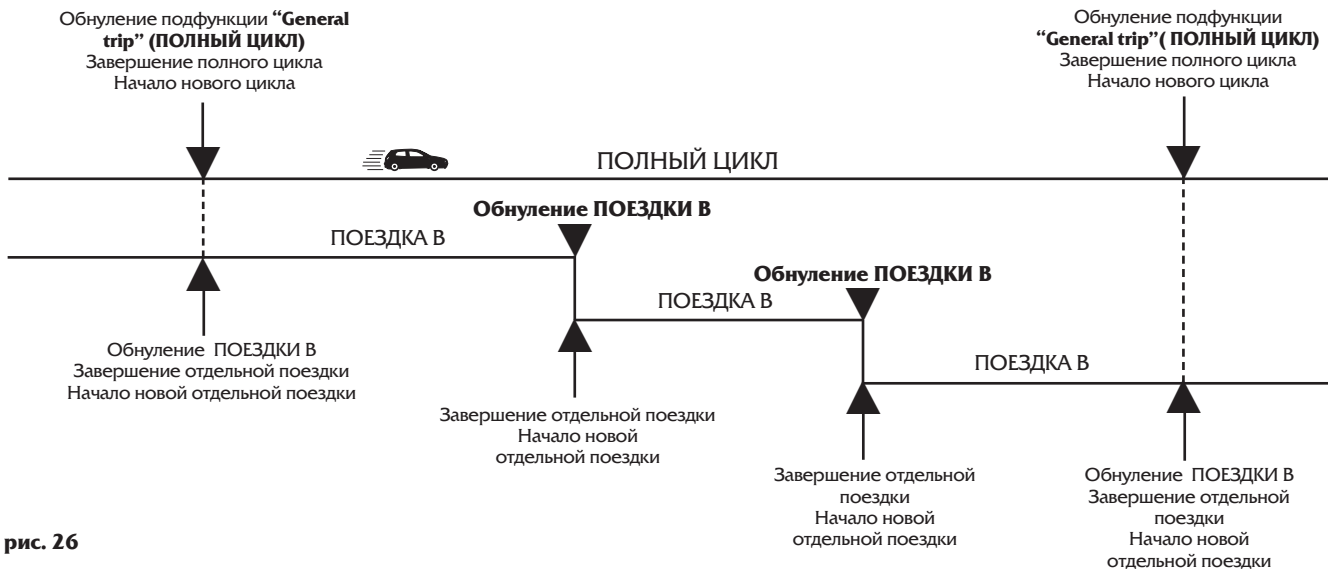 Обнуление подфункции “General
trip” (ПОЛНЫЙ ЦИКЛ)
Завершение полного цикла
Начало нового цикла
Обнуление подфункции
“General trip”( ПОЛНЫЙ ЦИКЛ)
Завершение полного цикла
Начало нового цикла
ПОЛНЫЙ ЦИКЛ
Обнуление ПОЕЗДКИ В
ПОЕЗДКА В
Обнуление ПОЕЗДКИ В
ПОЕЗДКА В
ПОЕЗДКА В
Обнуление ПОЕЗДКИ В
Завершение отдельной поездки
Начало новой отдельной поездки
Завершение отдельной поездки
Начало новой
отдельной поездки
Завершение отдельной
поездки
Начало новой
отдельной поездки
Обнуление ПОЕЗДКИ В
Завершение отдельной
поездки
Начало новой
отдельной поездки
рис. 26